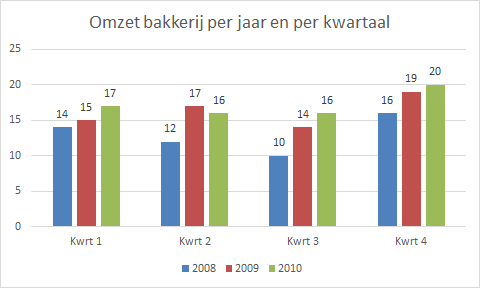 Omzet bakkerij per jaar en per kwartaal
25
20
15
10
5
0
14 15 17
12 17 16
10 14 16
16 19 20
Kwrt 1 Kwrt 2 Kwrt 3 Kwrt 4
2008 2009 2010